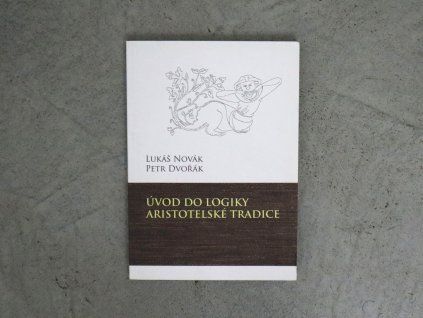 Lukáš Novák
Petr Dvořák
ÚVOD DO LOGIKY
ARISTOTELSKÉ TRADICE